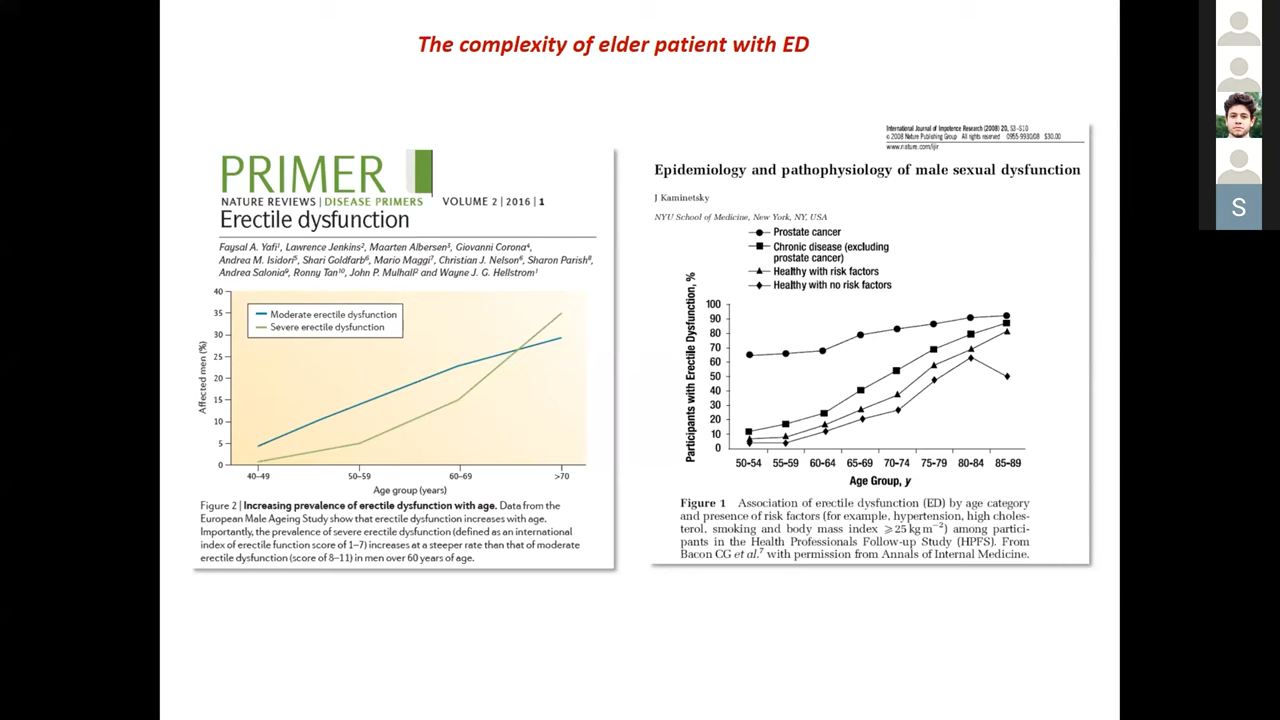 The complexity of elder patient with ED
PRIMER
NATURE REVIEWS | DISEASE PRIMERS VOLUME 2 | 2016 | 1
Erectile dysfunction
Faysal A. Yafi¹, Lawrence Jenkins², Maarten Albersen³, Giovanni Corona⁴,
Andrea M. Isidori⁵, Shari Goldfarb⁶, Mario Maggi⁷, Christian J. Nelson⁶, Sharon Parish⁸,
Andrea Salonia⁹, Ronny Tan¹⁰, John P. Mulhall² and Wayne J. G. Hellstrom¹
Affected men (%)
40
35
30
25
20
15
10
5
0
Moderate erectile dysfunction
Severe erectile dysfunction
40–49 50–59 60–69 >70
Age group (years)
Figure 2 | Increasing prevalence of erectile dysfunction with age. Data from the
European Male Ageing Study show that erectile dysfunction increases with age.
Importantly, the prevalence of severe erectile dysfunction (defined as an international
index of erectile function score of 1–7) increases at a steeper rate than that of moderate
erectile dysfunction (score of 8–11) in men over 60 years of age.
International Journal of Impotence Research (2008) 20, S3–S10
© 2008 Nature Publishing Group All rights reserved 0955-9930/08 $30.00
www.nature.com/ijir
Epidemiology and pathophysiology of male sexual dysfunction
J Kaminetsky
NYU School of Medicine, New York, NY, USA
Prostate cancer
Chronic disease (excluding
prostate cancer)
Healthy with risk factors
Healthy with no risk factors
Participants with Erectile Dysfunction, %
100
90
80
70
60
50
40
30
20
10
0
50-54 55-59 60-64 65-69 70-74 75-79 80-84 85-89
Age Group, y
Figure 1 Association of erectile dysfunction (ED) by age category
and presence of risk factors (for example, hypertension, high choles-
terol, smoking and body mass index ⩾25 kg m⁻²) among partici-
pants in the Health Professionals Follow-up Study (HPFS). From
Bacon CG et al.⁷ with permission from Annals of Internal Medicine.
S